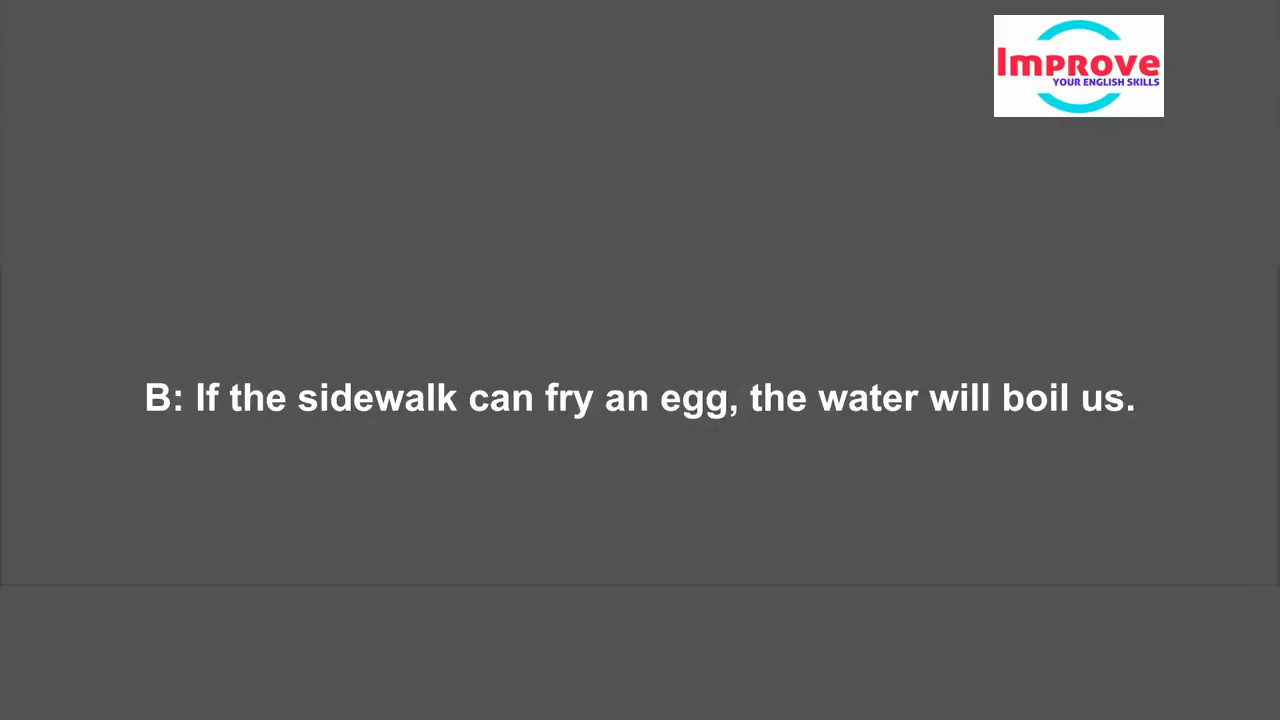 Improve
YOUR ENGLISH SKILLS
B: If the sidewalk can fry an egg, the water will boil us.